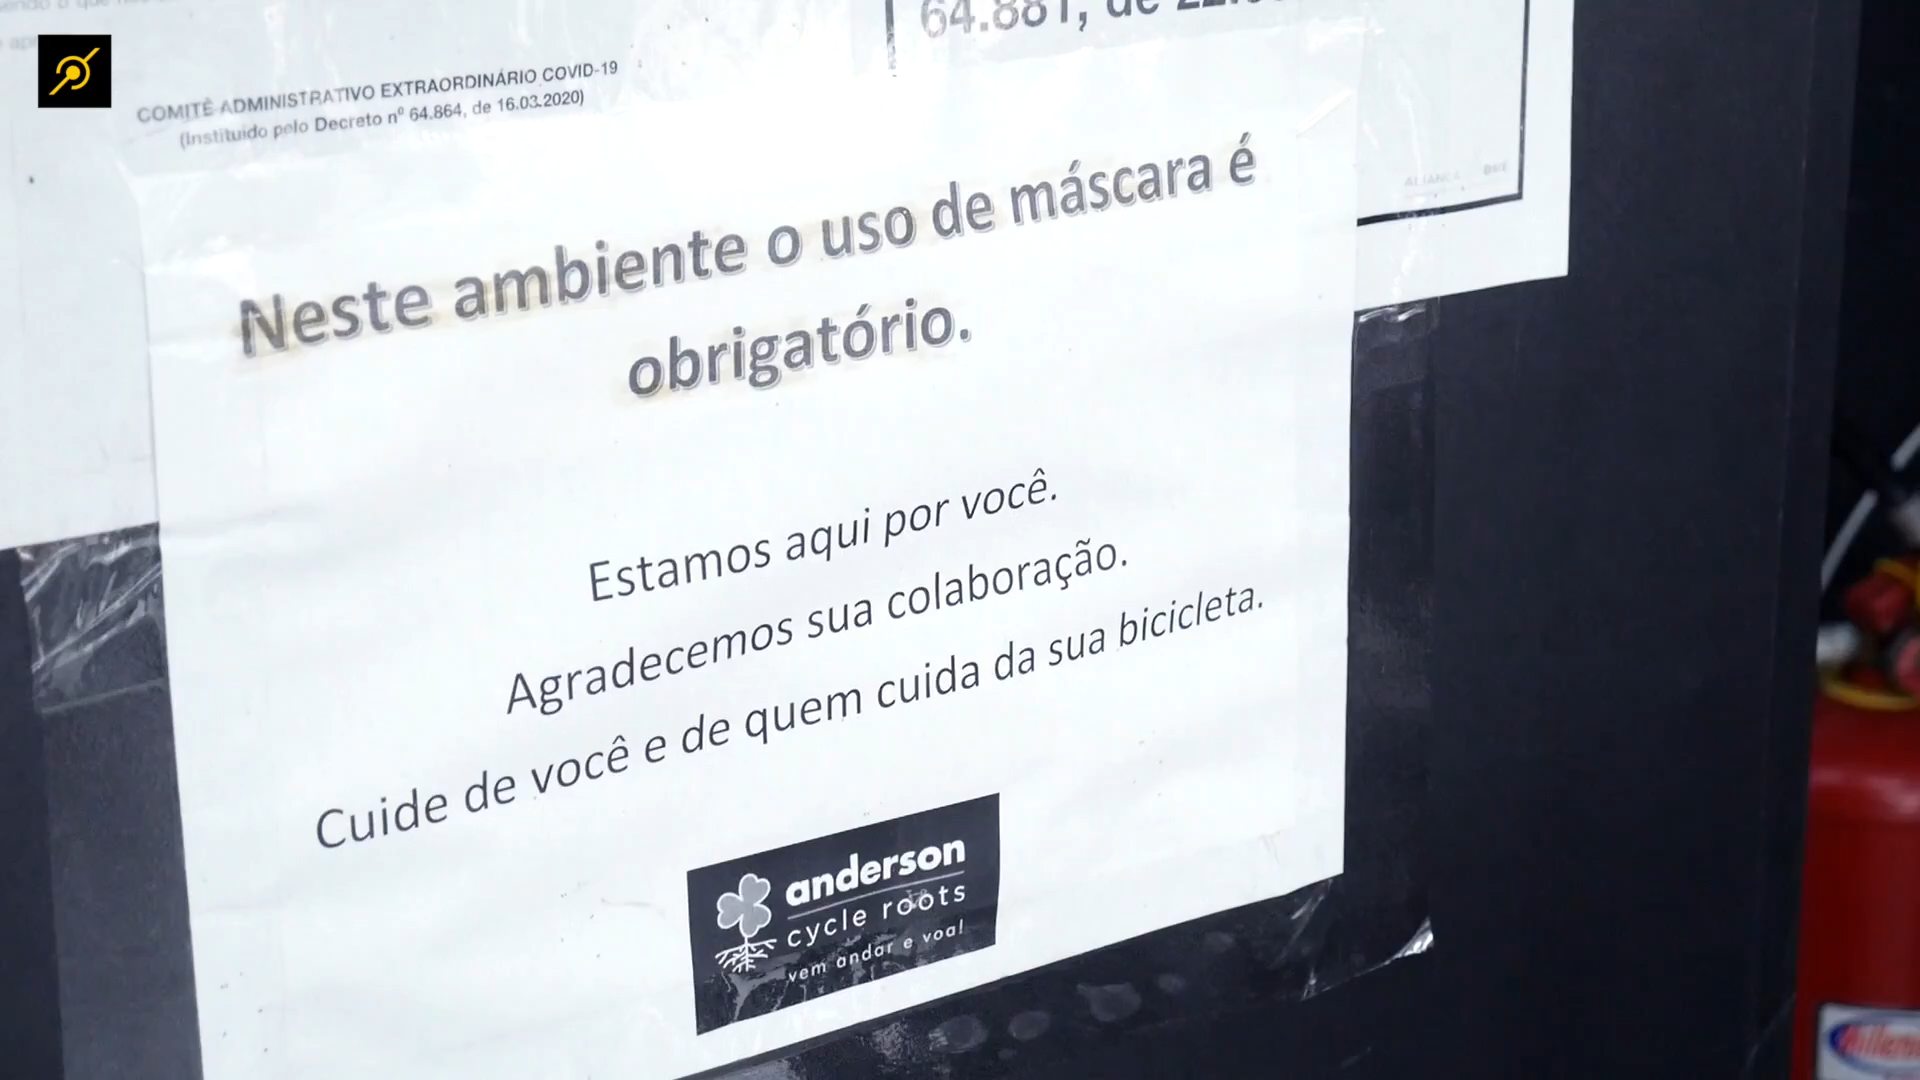 64.881, de
COMITÊ ADMINISTRATIVO EXTRAORDINÁRIO COVID-19
(Instituído pelo Decreto nº 64.864, de 16.03.2020)
Neste ambiente o uso de máscara é
obrigatório.
Estamos aqui por você.
Agradecemos sua colaboração.
Cuide de você e de quem cuida da sua bicicleta.
anderson
cycle roots
vem andar e voa!